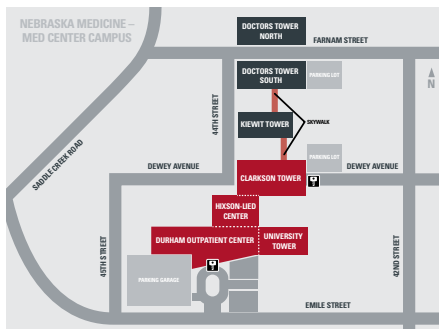 NEBRASKA MEDICINE –
MED CENTER CAMPUS
DOCTORS TOWER
NORTH
FARNAM STREET
DOCTORS TOWER
SOUTH
PARKING LOT
N
44TH STREET
SADDLE CREEK ROAD
KIEWIT TOWER
SKYWALK
PARKING LOT
DEWEY AVENUE
CLARKSON TOWER
DEWEY AVENUE
HIXSON-LIED
CENTER
45TH STREET
DURHAM OUTPATIENT CENTER
UNIVERSITY
TOWER
42ND STREET
PARKING GARAGE
EMILE STREET